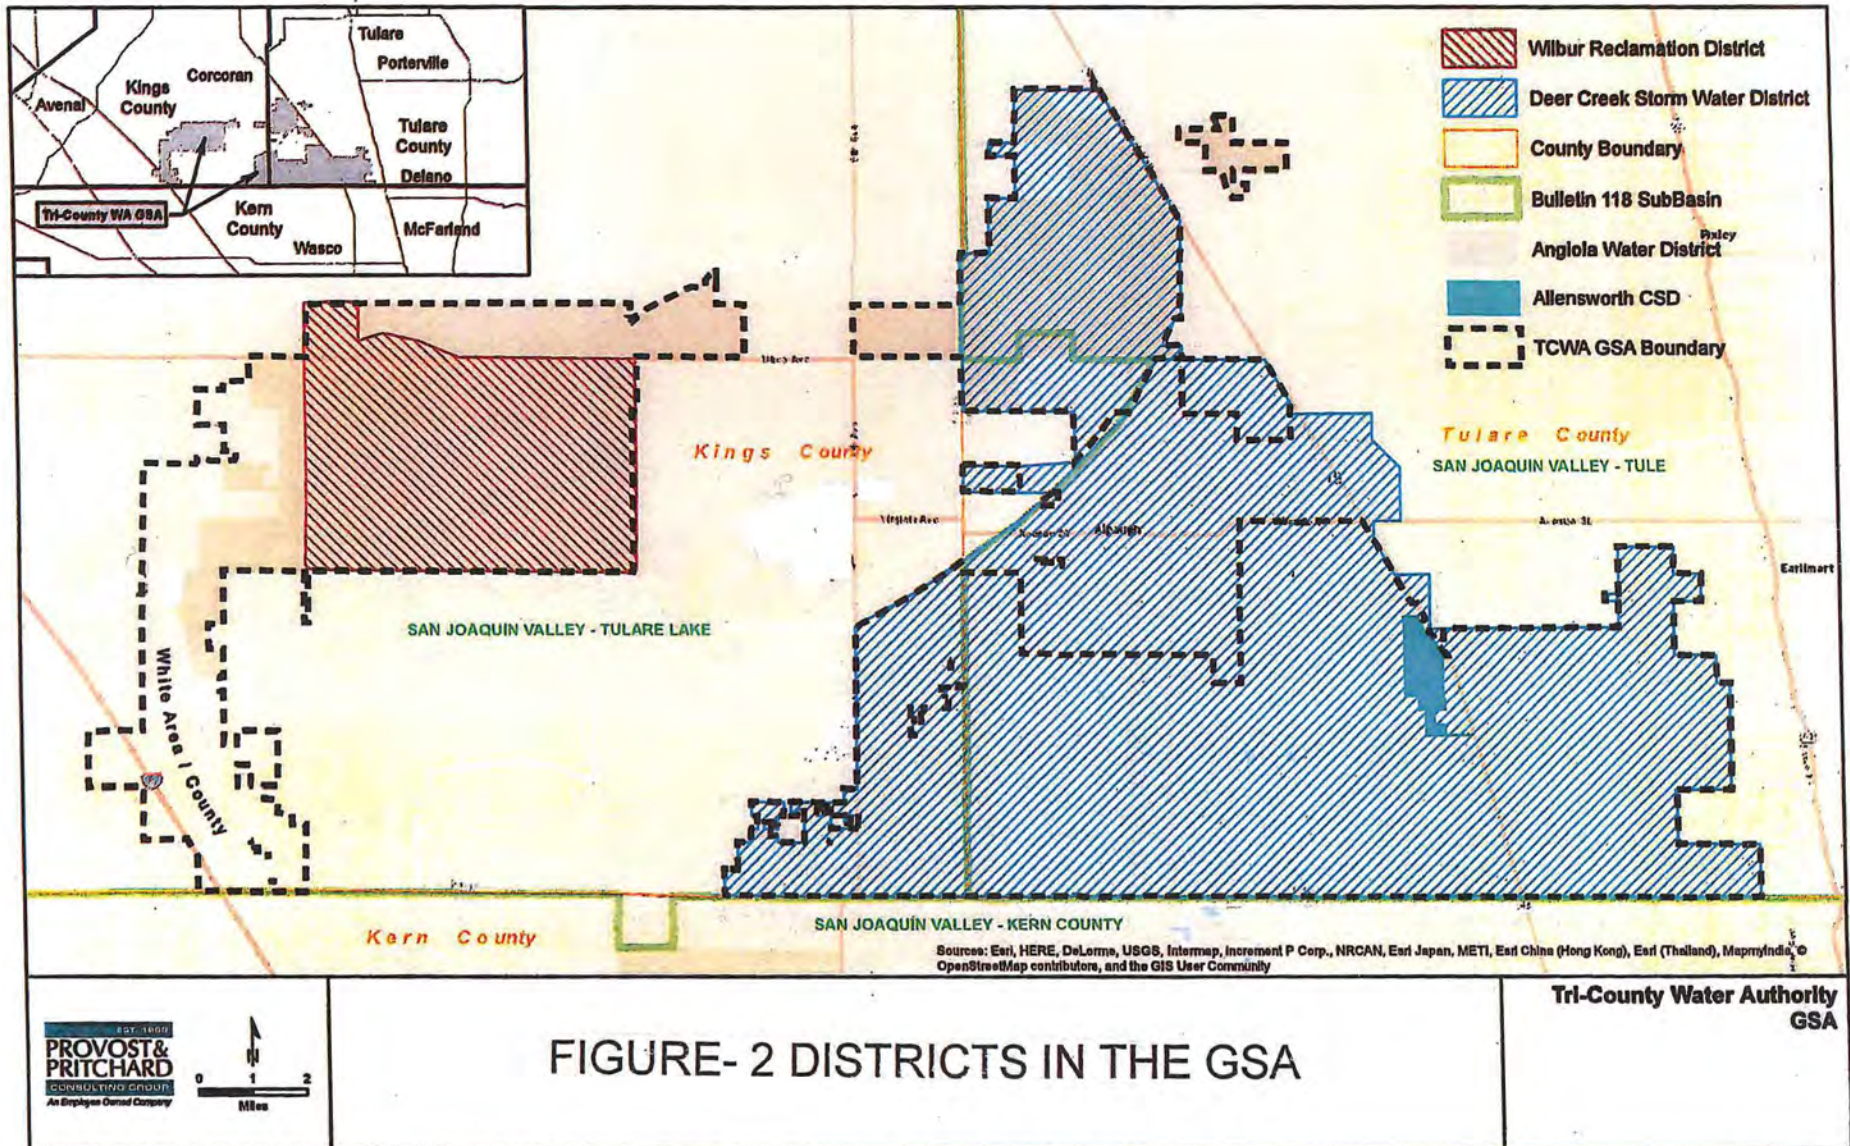 Tulare
Porterville
Corcoran
Kings
County
Avenal
Tulare
County
Delano
Tri-County WA GSA
Kern
County
McFarland
Wasco
Wilbur Reclamation District
Deer Creek Storm Water District
County Boundary
Bulletin 118 SubBasin
Angiola Water District
Allensworth CSD
TCWA GSA Boundary
Pixley
Utica Ave
Kings County
Tulare County
SAN JOAQUIN VALLEY - TULE
Virginia Ave
Alpaugh
Earlimart
SAN JOAQUIN VALLEY - TULARE LAKE
White Area / County
SAN JOAQUIN VALLEY - KERN COUNTY
Kern County
Sources: Esri, HERE, DeLorme, USGS, Intermap, increment P Corp., NRCAN, Esri Japan, METI, Esri China (Hong Kong), Esri (Thailand), MapmyIndia, ©
OpenStreetMap contributors, and the GIS User Community
EST. 1968
PROVOST&
PRITCHARD
CONSULTING GROUP
An Employee Owned Company
N
0 1 2
Miles
FIGURE- 2 DISTRICTS IN THE GSA
Tri-County Water Authority
GSA